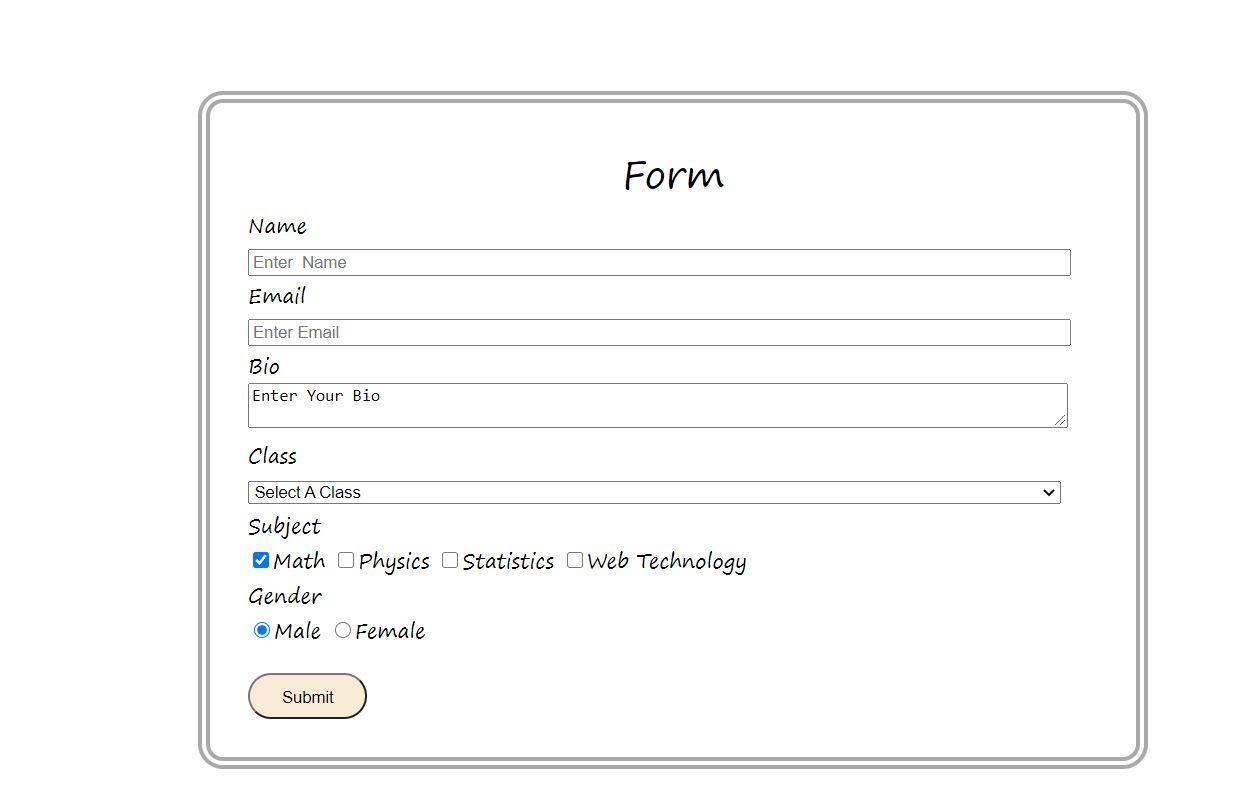 Form
Name
Enter  Name
Email
Enter Email
Bio
Enter Your Bio
Class
Select A Class
Subject
Math Physics Statistics Web Technology
Gender
Male Female
Submit